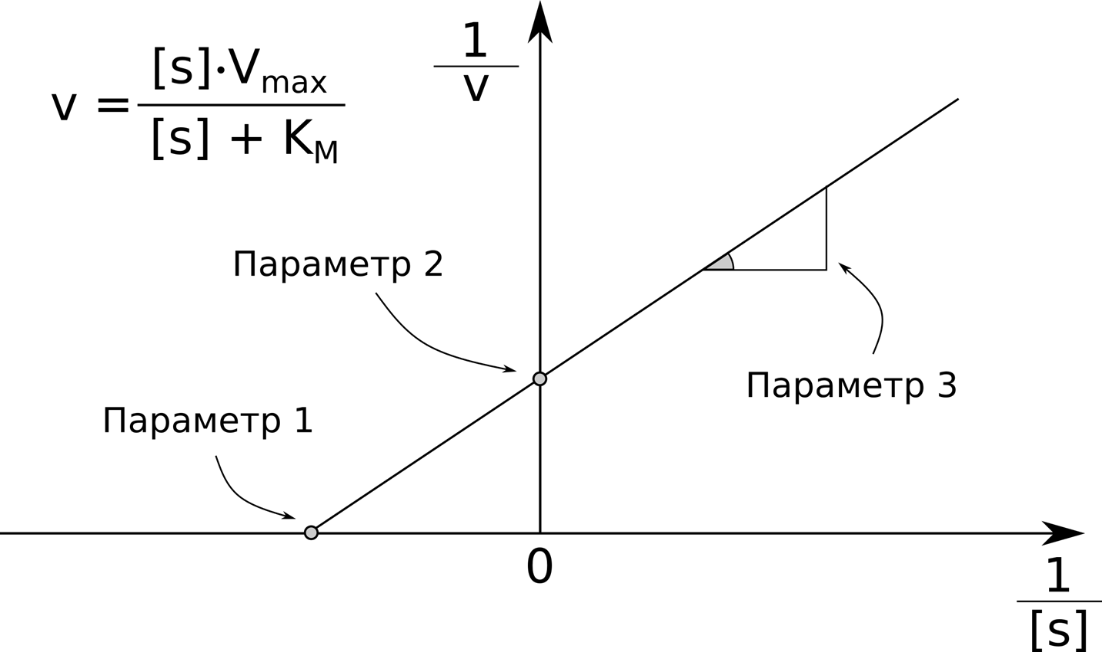 v = [s]·Vmax / [s] + KM
1
v
Параметр 2
Параметр 3
Параметр 1
0
1
[s]